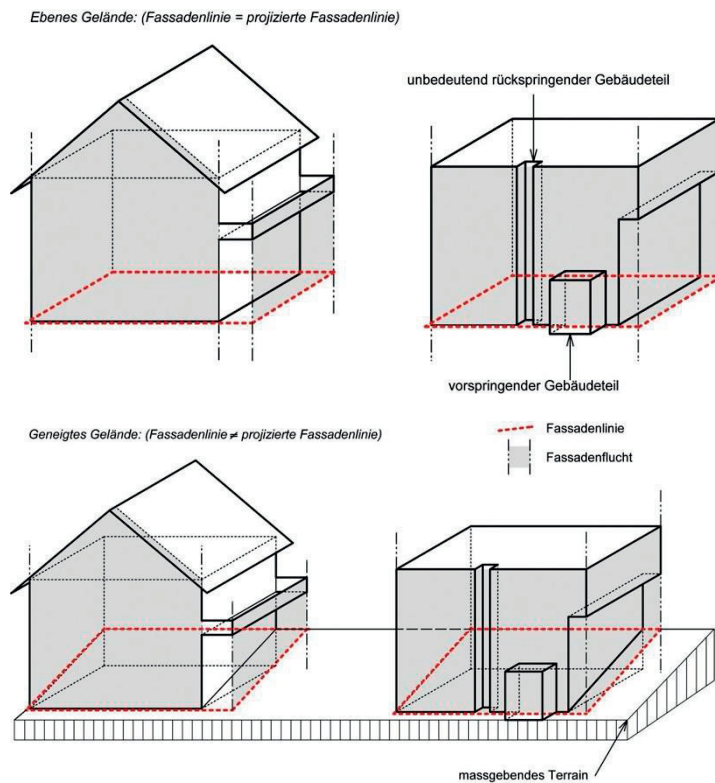 Ebenes Gelände: (Fassadenlinie = projizierte Fassadenlinie)
unbedeutend rückspringender Gebäudeteil
vorspringender Gebäudeteil
Geneigtes Gelände: (Fassadenlinie ≠ projizierte Fassadenlinie)
Fassadenlinie
Fassadenflucht
massgebendes Terrain